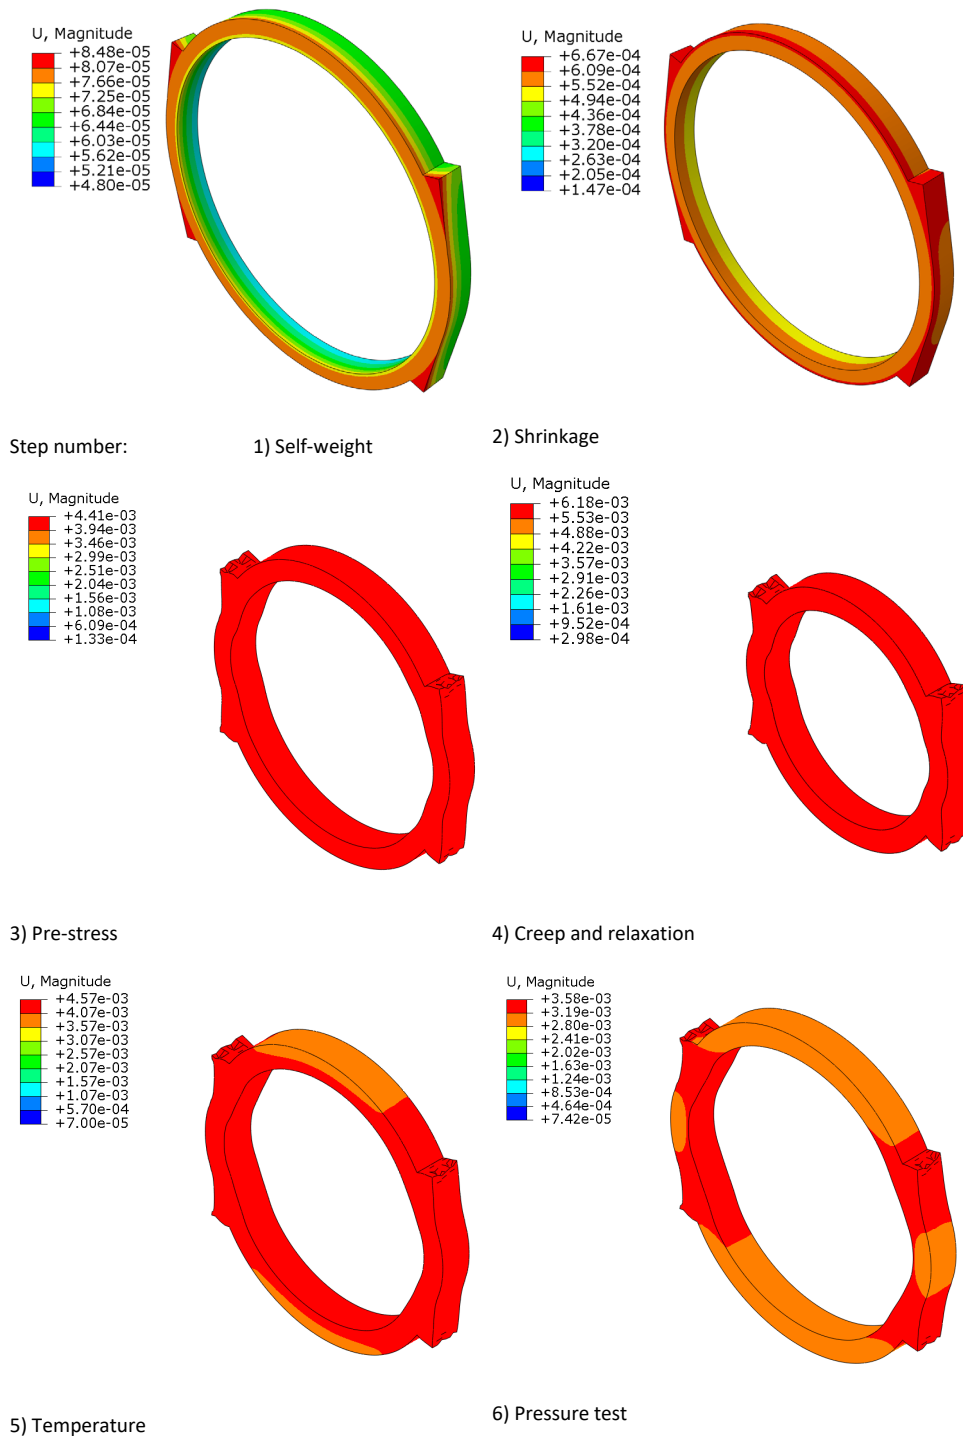 U, Magnitude
+8.48e-05
+8.07e-05
+7.66e-05
+7.25e-05
+6.84e-05
+6.44e-05
+6.03e-05
+5.62e-05
+5.21e-05
+4.80e-05
U, Magnitude
+6.67e-04
+6.09e-04
+5.52e-04
+4.94e-04
+4.36e-04
+3.78e-04
+3.20e-04
+2.63e-04
+2.05e-04
+1.47e-04
Step number:
1) Self-weight
2) Shrinkage
U, Magnitude
+4.41e-03
+3.94e-03
+3.46e-03
+2.99e-03
+2.51e-03
+2.04e-03
+1.56e-03
+1.08e-03
+6.09e-04
+1.33e-04
U, Magnitude
+6.18e-03
+5.53e-03
+4.88e-03
+4.22e-03
+3.57e-03
+2.91e-03
+2.26e-03
+1.61e-03
+9.52e-04
+2.98e-04
3) Pre-stress
4) Creep and relaxation
U, Magnitude
+4.57e-03
+4.07e-03
+3.57e-03
+3.07e-03
+2.57e-03
+2.07e-03
+1.57e-03
+1.07e-03
+5.70e-04
+7.00e-05
U, Magnitude
+3.58e-03
+3.19e-03
+2.80e-03
+2.41e-03
+2.02e-03
+1.63e-03
+1.24e-03
+8.53e-04
+4.64e-04
+7.42e-05
5) Temperature
6) Pressure test